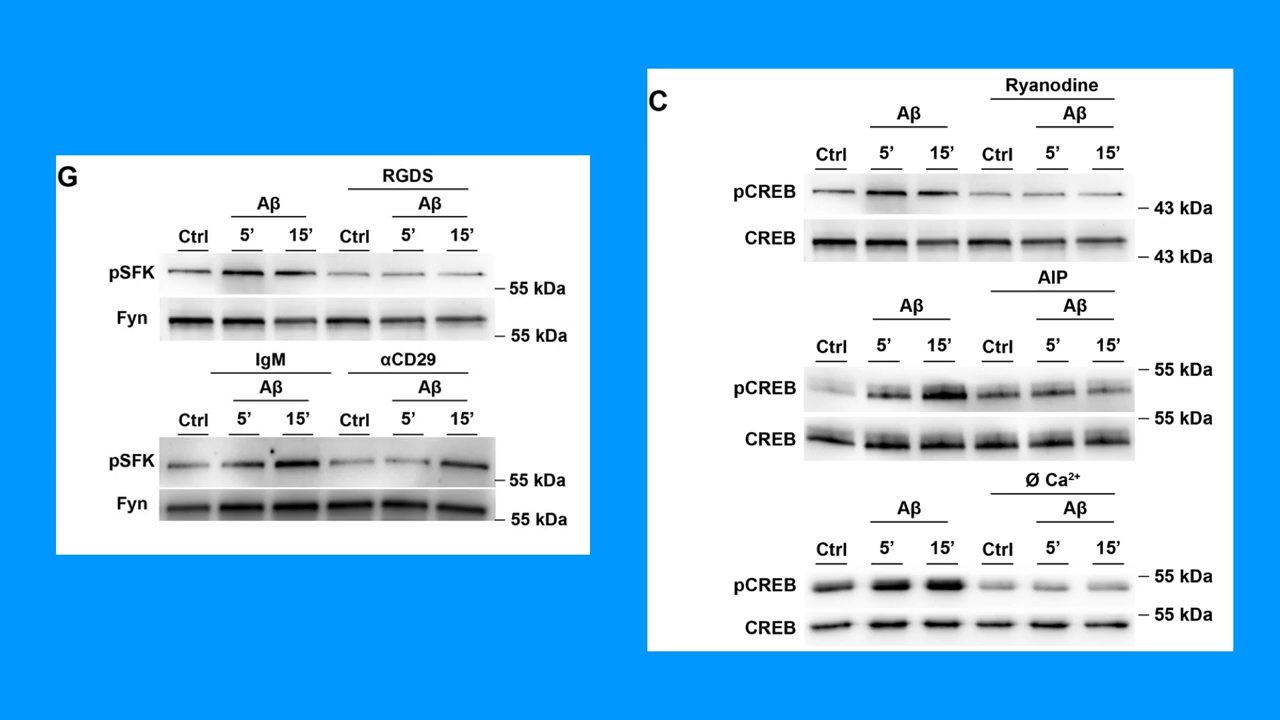 G
RGDS
Aβ Aβ
Ctrl 5’ 15’ Ctrl 5’ 15’
pSFK
55 kDa
Fyn
55 kDa
IgM αCD29
Aβ Aβ
Ctrl 5’ 15’ Ctrl 5’ 15’
pSFK
55 kDa
Fyn
55 kDa
C
Ryanodine
Aβ Aβ
Ctrl 5’ 15’ Ctrl 5’ 15’
pCREB
43 kDa
CREB
43 kDa
AIP
Aβ Aβ
Ctrl 5’ 15’ Ctrl 5’ 15’
55 kDa
pCREB
55 kDa
CREB
Ø Ca²⁺
Aβ Aβ
Ctrl 5’ 15’ Ctrl 5’ 15’
55 kDa
pCREB
55 kDa
CREB